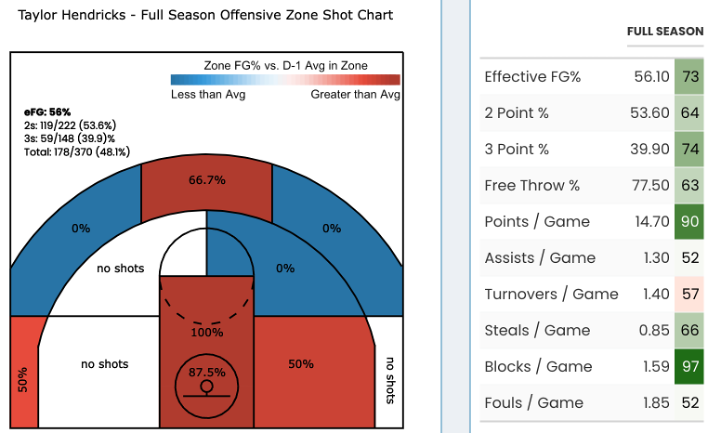 Taylor Hendricks - Full Season Offensive Zone Shot Chart
Zone FG% vs. D-1 Avg in Zone
Less than Avg Greater than Avg
eFG: 56%
2s: 119/222 (53.6%)
3s: 59/148 (39.9)%
Total: 178/370 (48.1%)
66.7%
0% 0%
no shots 0%
100%
no shots 50%
87.5%
50%
no shots
FULL SEASON
Effective FG% 56.10 73
2 Point % 53.60 64
3 Point % 39.90 74
Free Throw % 77.50 63
Points / Game 14.70 90
Assists / Game 1.30 52
Turnovers / Game 1.40 57
Steals / Game 0.85 66
Blocks / Game 1.59 97
Fouls / Game 1.85 52